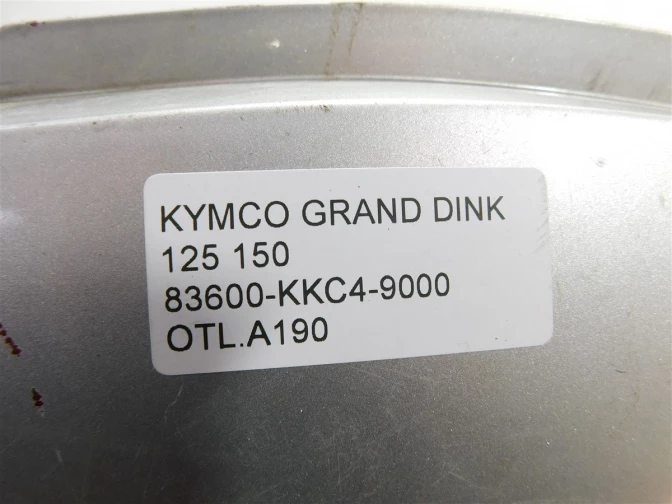 KYMCO GRAND DINK
125 150
83600-KKC4-9000
OTL.A190